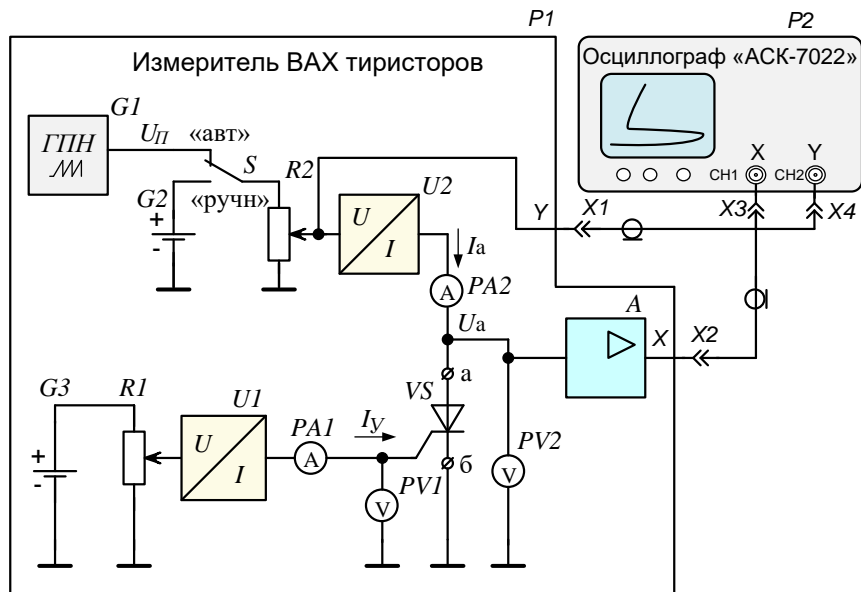 P1
P2
Измеритель ВАХ тиристоров
Осциллограф «АСК-7022»
G1
ГПН
UП
«авт»
S
R2
G2
«ручн»
+
-
U
I
U2
Iа
PA2
A
Uа
X
Y
CH1
CH2
Y
X1
X3
X4
A
X
X2
а
VS
б
PV2
V
G3
R1
+
-
U1
U
I
PA1
A
IУ
PV1
V